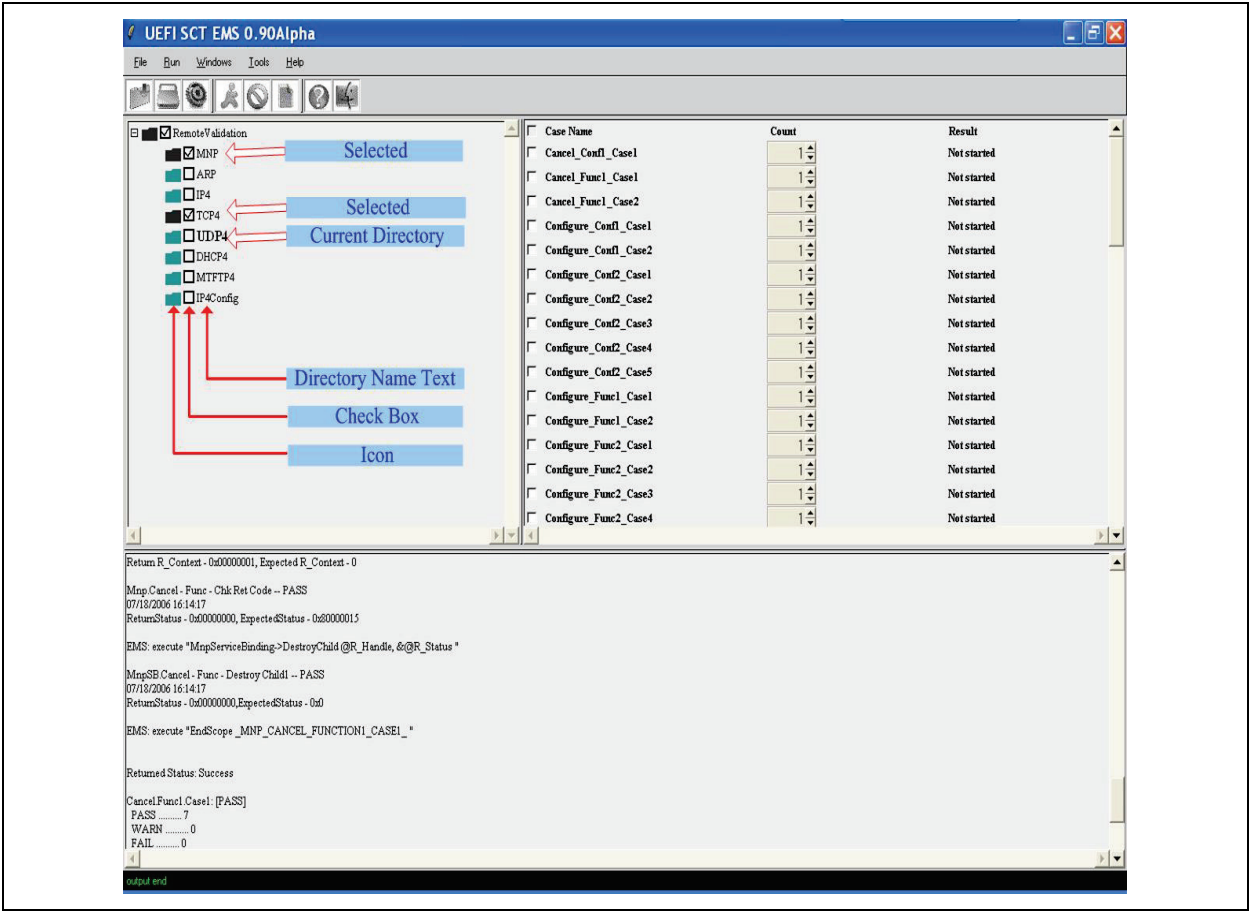 UEFI SCT EMS 0.90Alpha
File Run Windows Tools Help
RemoteValidation
MNP
Selected
ARP
IP4
TCP4
Selected
UDP4
Current Directory
DHCP4
MTFTP4
IP4Config
Directory Name Text
Check Box
Icon
Case Name Count Result
Cancel_Conf1_Case1 1 Not started
Cancel_Func1_Case1 1 Not started
Cancel_Func1_Case2 1 Not started
Configure_Conf1_Case1 1 Not started
Configure_Conf1_Case2 1 Not started
Configure_Conf2_Case1 1 Not started
Configure_Conf2_Case2 1 Not started
Configure_Conf2_Case3 1 Not started
Configure_Conf2_Case4 1 Not started
Configure_Conf2_Case5 1 Not started
Configure_Func1_Case1 1 Not started
Configure_Func1_Case2 1 Not started
Configure_Func2_Case1 1 Not started
Configure_Func2_Case2 1 Not started
Configure_Func2_Case3 1 Not started
Configure_Func2_Case4 1 Not started
Return R_Context - 0x00000001, Expected R_Context - 0
Mnp.Cancel - Func - Chk Ret Code -- PASS
07/18/2006 16:14:17
ReturnStatus - 0x00000000, ExpectedStatus - 0x80000015
EMS: execute "MnpServiceBinding->DestroyChild @R_Handle, &@R_Status "
MnpSB.Cancel - Func - Destroy Child1 -- PASS
07/18/2006 16:14:17
ReturnStatus - 0x00000000,ExpectedStatus - 0x0
EMS: execute "EndScope _MNP_CANCEL_FUNCTION1_CASE1_ "
Returned Status: Success
Cancel.Func1.Case1: [PASS]
PASS .......... 7
WARN .......... 0
FAIL .......... 0
output end